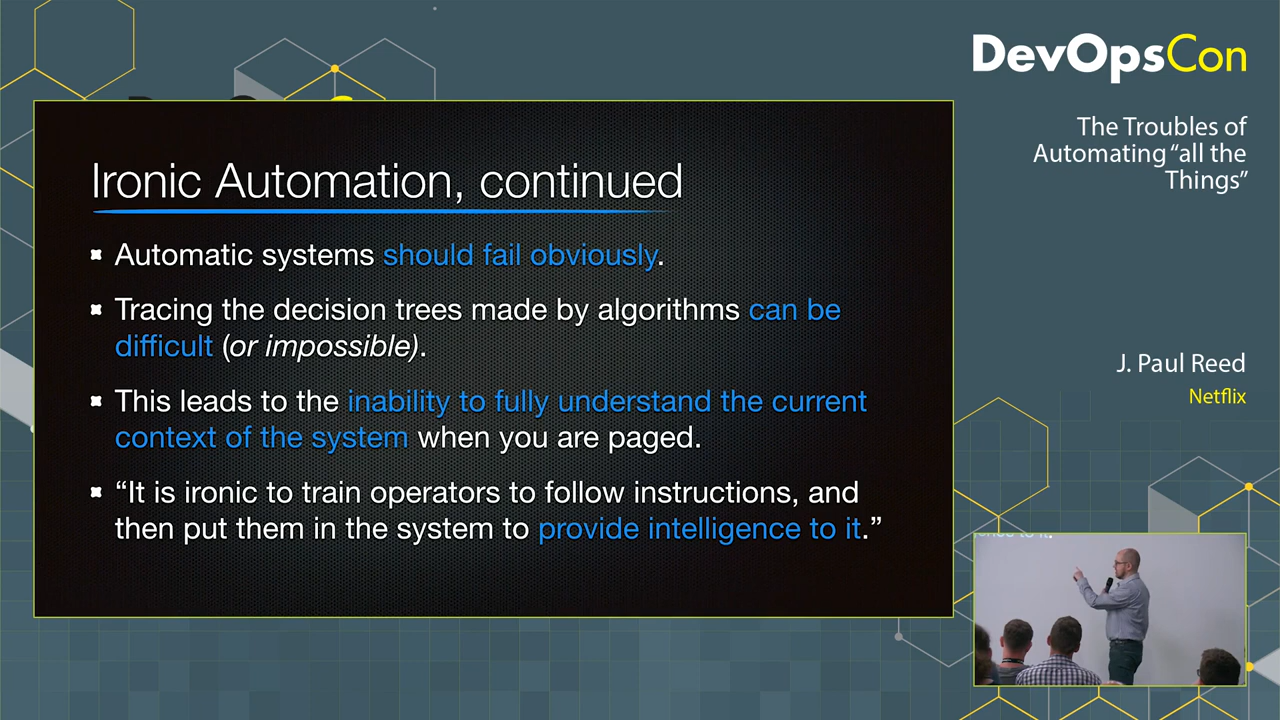 DevOpsCon
The Troubles of
Automating “all the
Things”
J. Paul Reed
Netflix
Ironic Automation, continued
Automatic systems should fail obviously.
Tracing the decision trees made by algorithms can be
difficult (or impossible).
This leads to the inability to fully understand the current
context of the system when you are paged.
“It is ironic to train operators to follow instructions, and
then put them in the system to provide intelligence to it.”
to it.